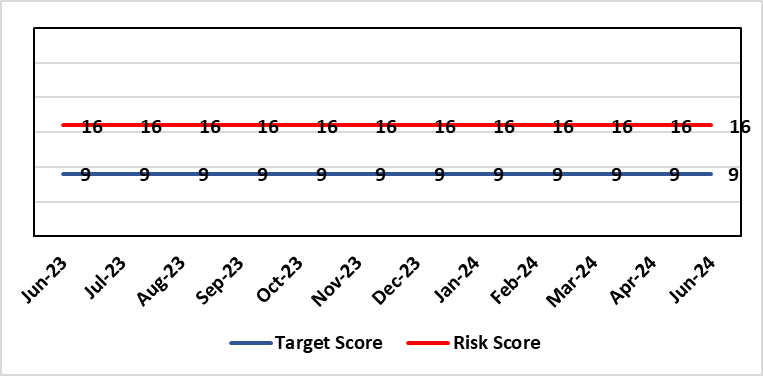 16 16 16 16 16 16 16 16 16 16 16 16
9 9 9 9 9 9 9 9 9 9 9 9
Jun-23 Jul-23 Aug-23 Sep-23 Oct-23 Nov-23 Dec-23 Jan-24 Feb-24 Mar-24 Apr-24 Jun-24
Target Score Risk Score